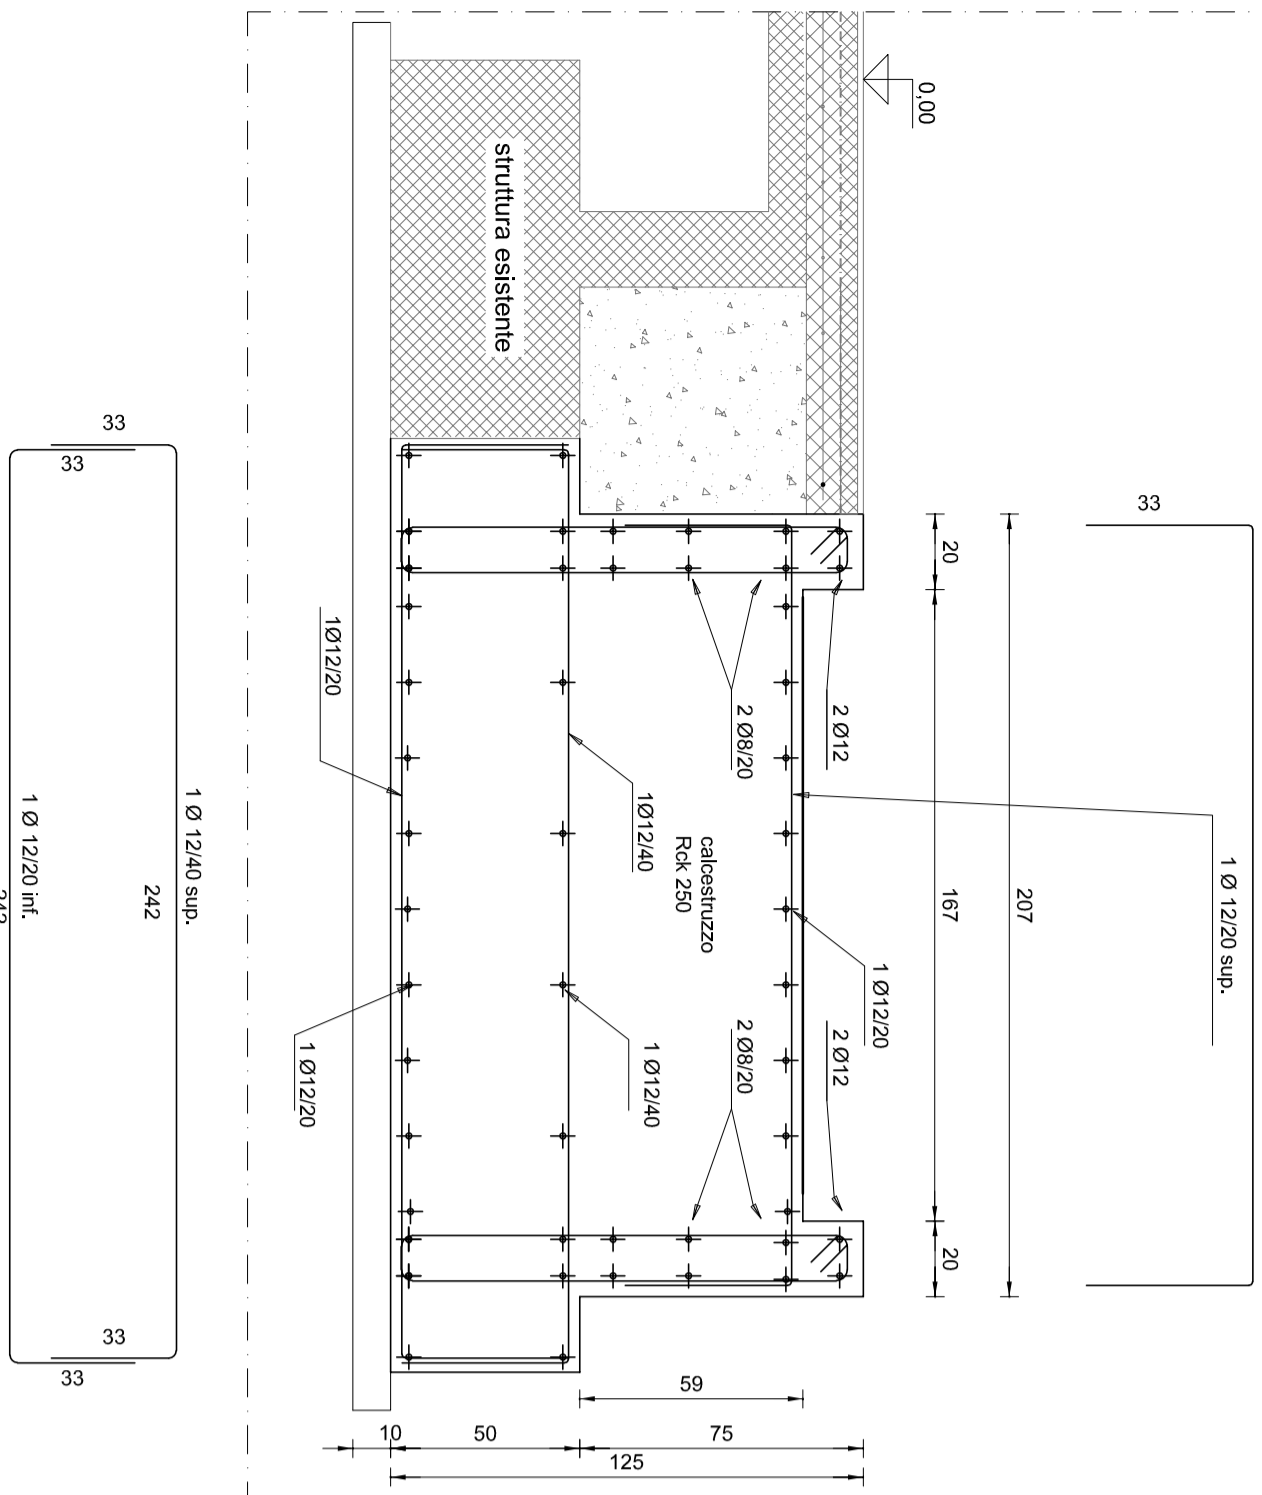 0,00
struttura esistente
33
20
207
2 Ø8/20
2 Ø12
167
1 Ø 12/20 sup.
1Ø12/20
1Ø12/40
calcestruzzo
Rck 250
1 Ø12/20
1 Ø12/20
1 Ø12/40
2 Ø8/20
2 Ø12
20
33
33
1 Ø 12/40 sup.
242
1 Ø 12/20 inf.
242
33
33
59
10
50
75
125